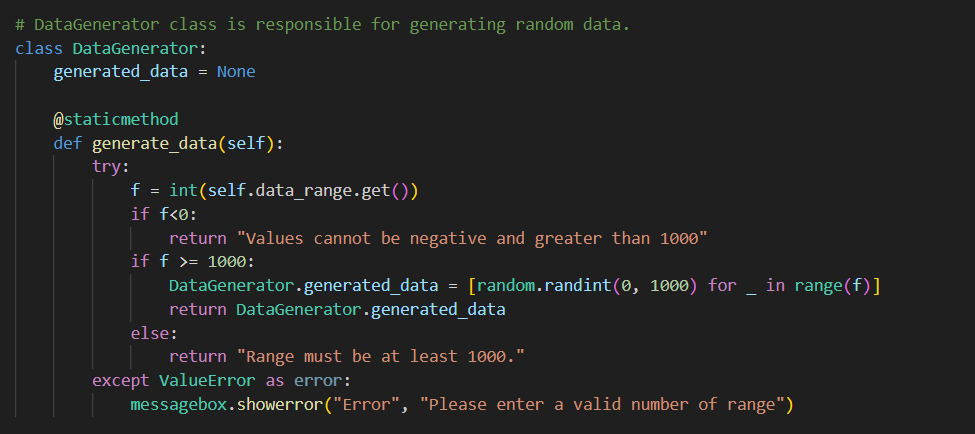 # DataGenerator class is responsible for generating random data.
class DataGenerator:
    generated_data = None

    @staticmethod
    def generate_data(self):
        try:
            f = int(self.data_range.get())
            if f<0:
                return "Values cannot be negative and greater than 1000"
            if f >= 1000:
                DataGenerator.generated_data = [random.randint(0, 1000) for _ in range(f)]
                return DataGenerator.generated_data
            else:
                return "Range must be at least 1000."
        except ValueError as error:
            messagebox.showerror("Error", "Please enter a valid number of range")